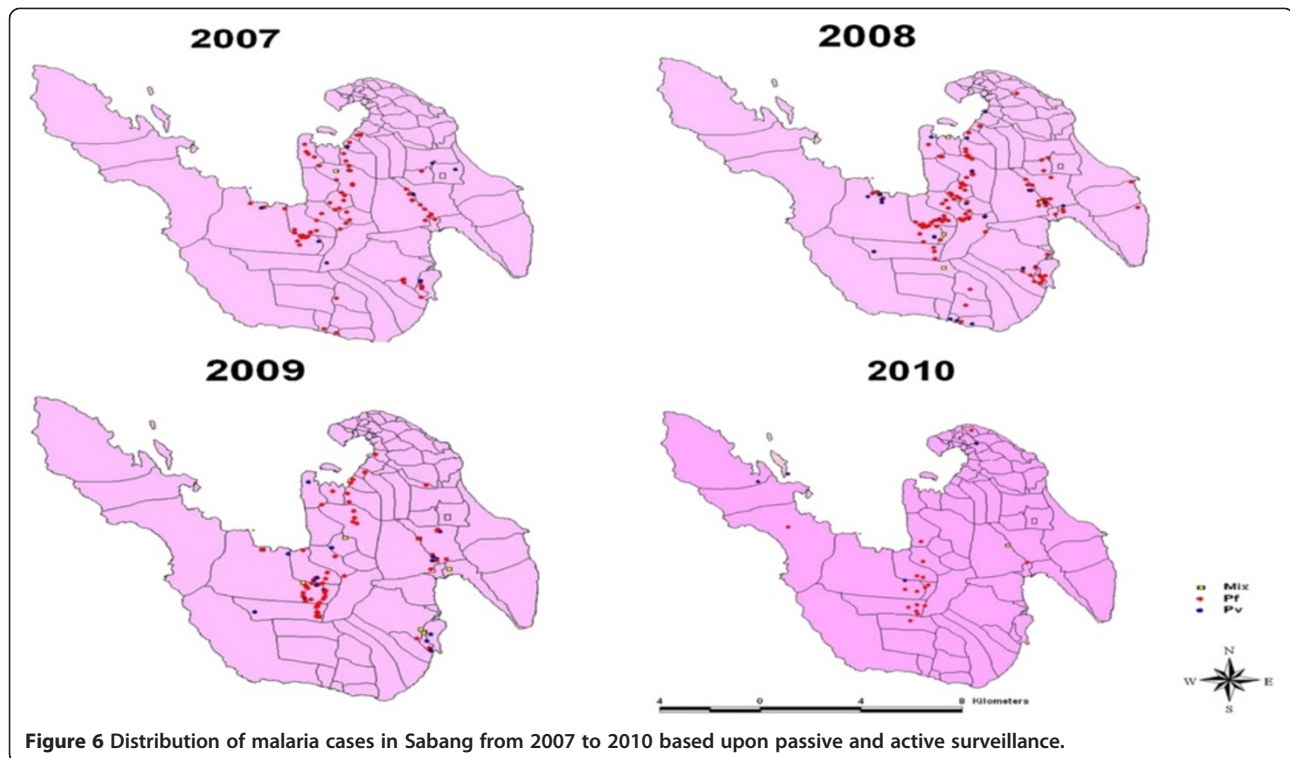 2007
2008
2009
2010
Mix
Pf
Pv
N
W E
S
4 0 4 8 Kilometers
Figure 6 Distribution of malaria cases in Sabang from 2007 to 2010 based upon passive and active surveillance.